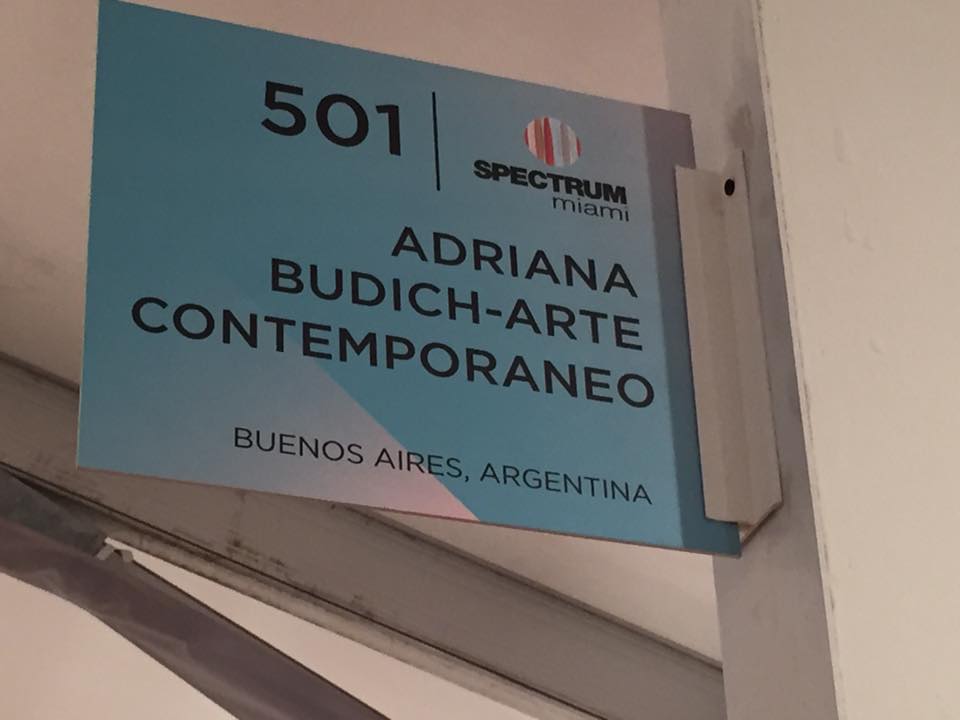 501
SPECTRUM
miami
ADRIANA
BUDICH-ARTE
CONTEMPORANEO
BUENOS AIRES, ARGENTINA